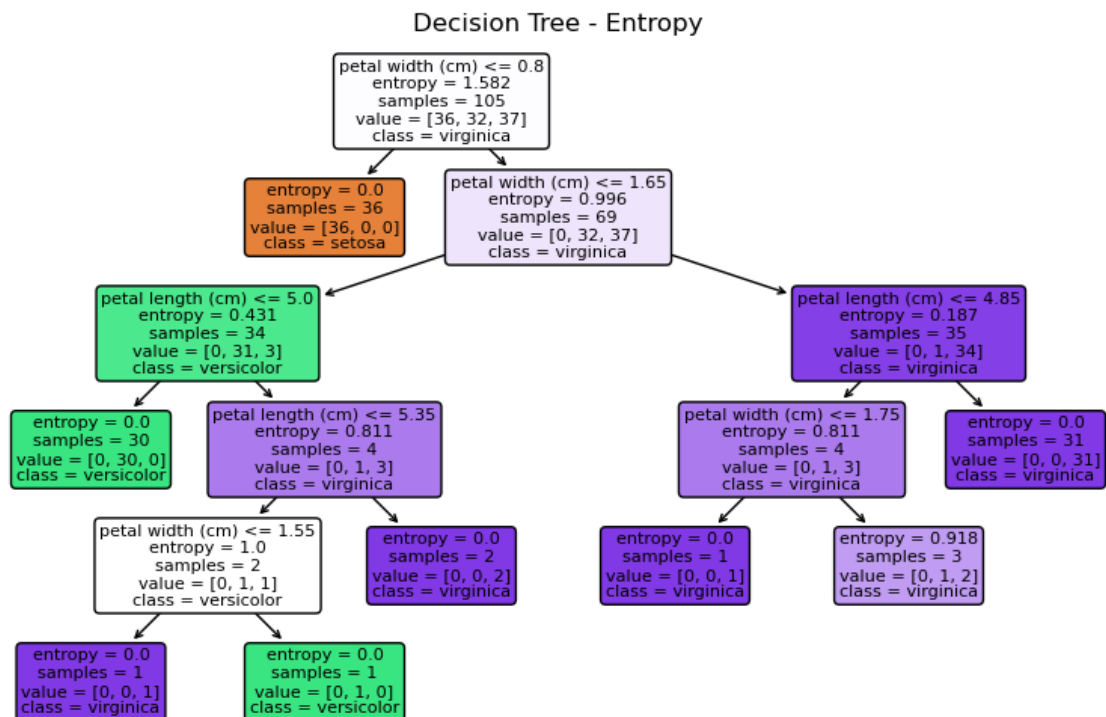 Decision Tree - Entropy
petal width (cm) <= 0.8
entropy = 1.582
samples = 105
value = [36, 32, 37]
class = virginica
entropy = 0.0
samples = 36
value = [36, 0, 0]
class = setosa
petal width (cm) <= 1.65
entropy = 0.996
samples = 69
value = [0, 32, 37]
class = virginica
petal length (cm) <= 5.0
entropy = 0.431
samples = 34
value = [0, 31, 3]
class = versicolor
petal length (cm) <= 4.85
entropy = 0.187
samples = 35
value = [0, 1, 34]
class = virginica
entropy = 0.0
samples = 30
value = [0, 30, 0]
class = versicolor
petal length (cm) <= 5.35
entropy = 0.811
samples = 4
value = [0, 1, 3]
class = virginica
petal width (cm) <= 1.75
entropy = 0.811
samples = 4
value = [0, 1, 3]
class = virginica
entropy = 0.0
samples = 31
value = [0, 0, 31]
class = virginica
petal width (cm) <= 1.55
entropy = 1.0
samples = 2
value = [0, 1, 1]
class = versicolor
entropy = 0.0
samples = 2
value = [0, 0, 2]
class = virginica
entropy = 0.0
samples = 1
value = [0, 0, 1]
class = virginica
entropy = 0.918
samples = 3
value = [0, 1, 2]
class = virginica
entropy = 0.0
samples = 1
value = [0, 0, 1]
class = virginica
entropy = 0.0
samples = 1
value = [0, 1, 0]
class = versicolor